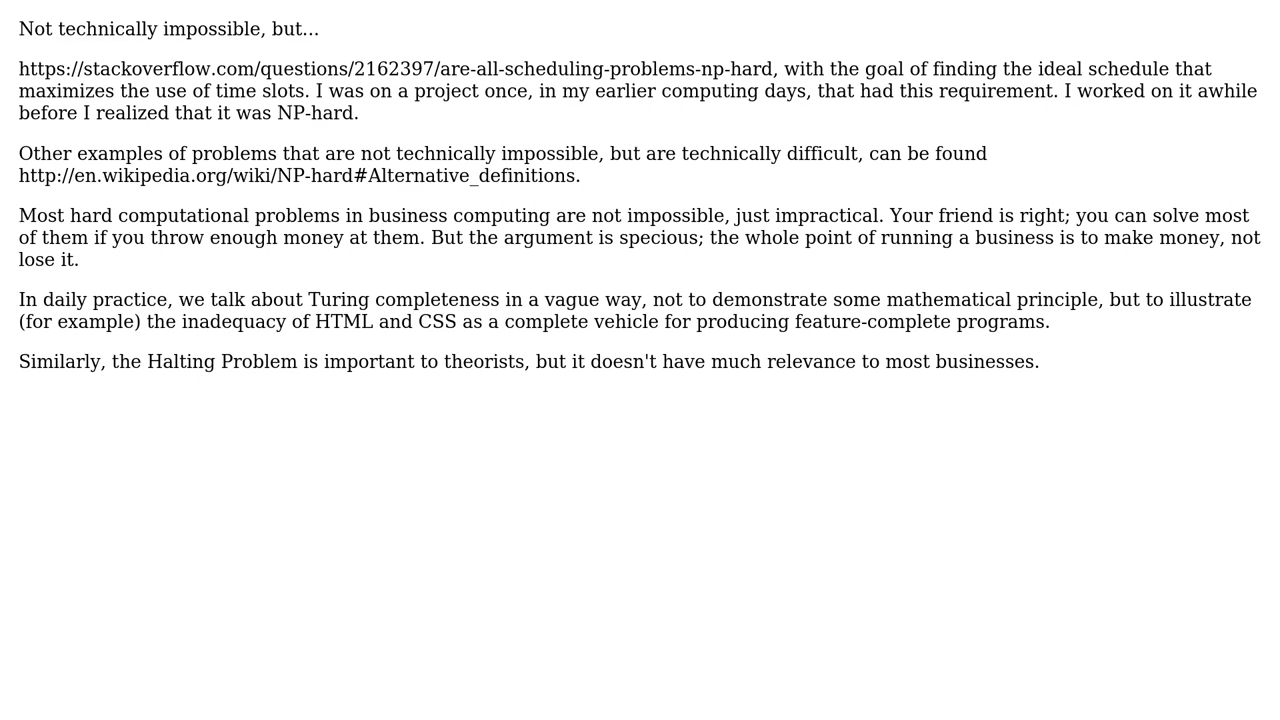 Not technically impossible, but...
https://stackoverflow.com/questions/2162397/are-all-scheduling-problems-np-hard, with the goal of finding the ideal schedule that
maximizes the use of time slots. I was on a project once, in my earlier computing days, that had this requirement. I worked on it awhile
before I realized that it was NP-hard.
Other examples of problems that are not technically impossible, but are technically difficult, can be found
http://en.wikipedia.org/wiki/NP-hard#Alternative_definitions.
Most hard computational problems in business computing are not impossible, just impractical. Your friend is right; you can solve most
of them if you throw enough money at them. But the argument is specious; the whole point of running a business is to make money, not
lose it.
In daily practice, we talk about Turing completeness in a vague way, not to demonstrate some mathematical principle, but to illustrate
(for example) the inadequacy of HTML and CSS as a complete vehicle for producing feature-complete programs.
Similarly, the Halting Problem is important to theorists, but it doesn't have much relevance to most businesses.